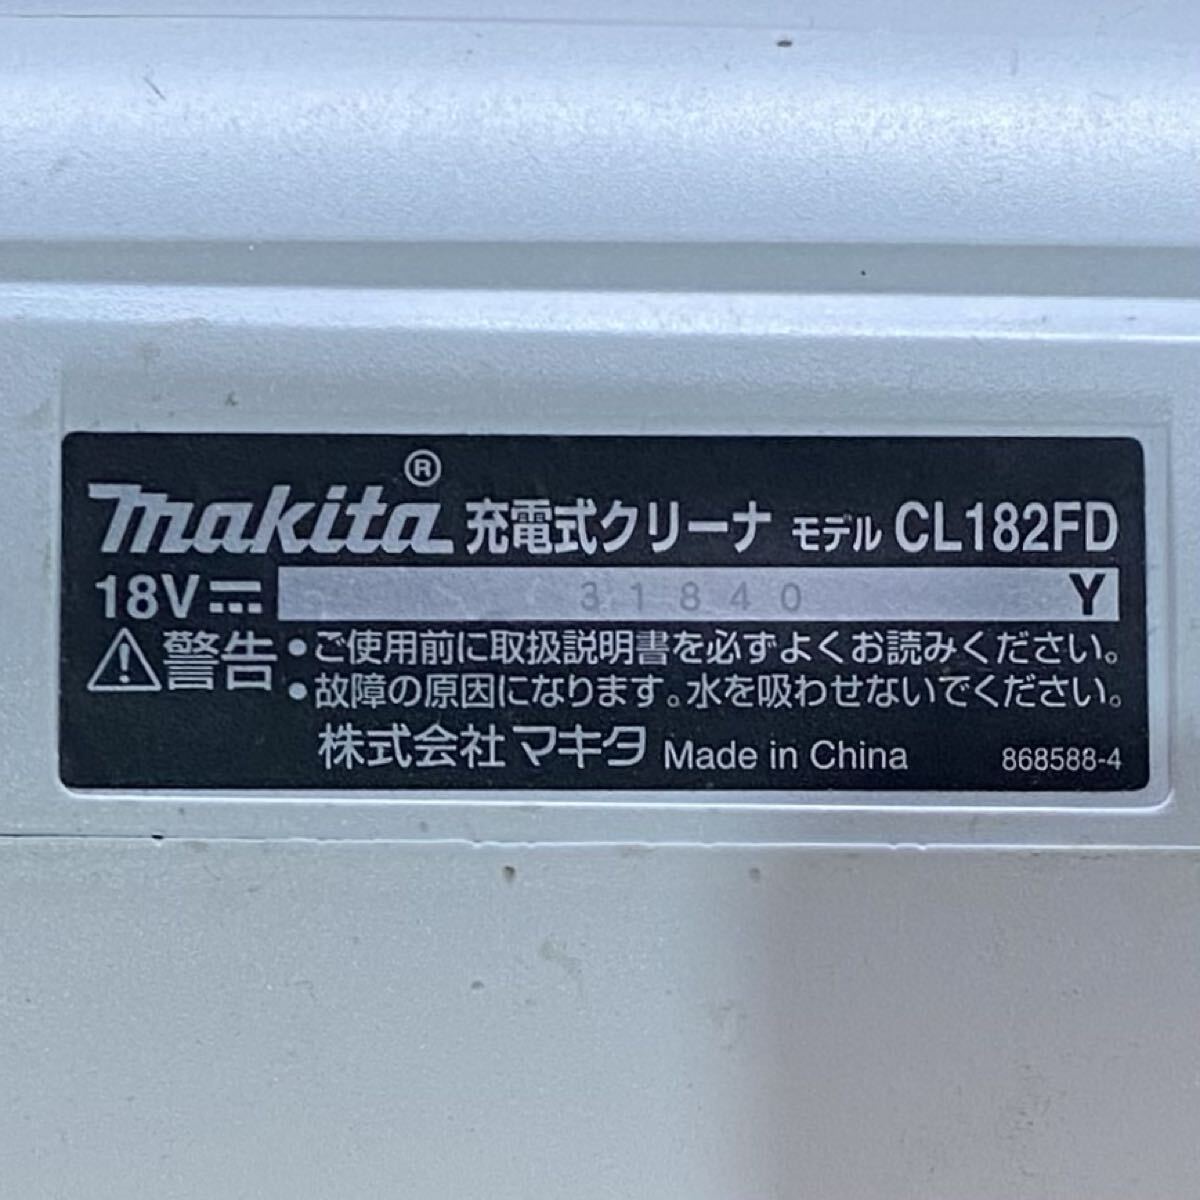 makita® 充電式クリーナ モデル CL182FD
18V⎓ 31840 Y
⚠警告 •ご使用前に取扱説明書を必ずよくお読みください。
•故障の原因になります。水を吸わせないでください。
株式会社マキタ Made in China 868588-4